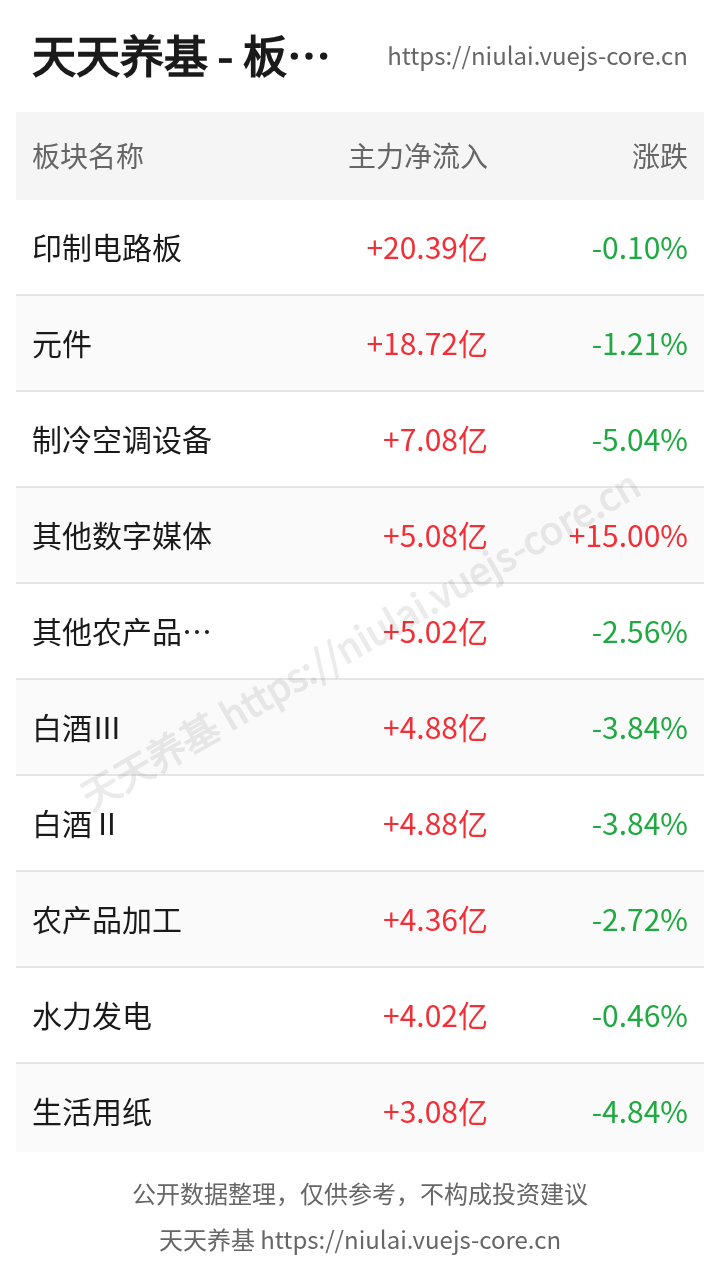 天天养基 - 板…
https://niulai.vuejs-core.cn
板块名称 主力净流入 涨跌
印制电路板 +20.39亿 -0.10%
元件 +18.72亿 -1.21%
制冷空调设备 +7.08亿 -5.04%
其他数字媒体 +5.08亿 +15.00%
其他农产品… +5.02亿 -2.56%
白酒Ⅲ +4.88亿 -3.84%
白酒Ⅱ +4.88亿 -3.84%
农产品加工 +4.36亿 -2.72%
水力发电 +4.02亿 -0.46%
生活用纸 +3.08亿 -4.84%
天天养基 https://niulai.vuejs-core.cn
公开数据整理，仅供参考，不构成投资建议
天天养基 https://niulai.vuejs-core.cn